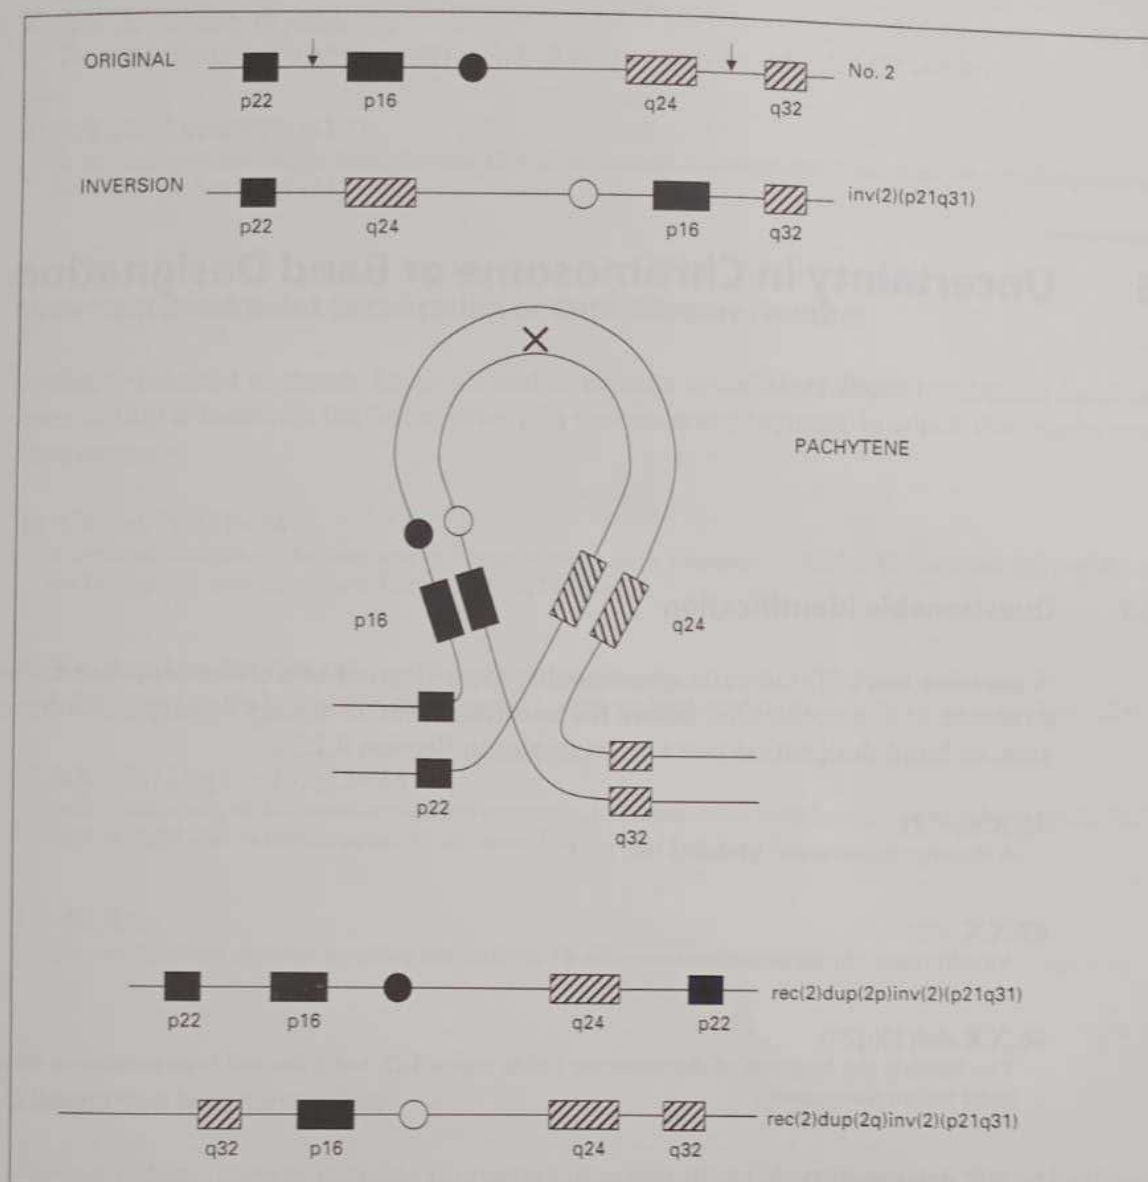 ORIGINAL No. 2
p22 p16 q24 q32
INVERSION inv(2)(p21q31)
p22 q24 p16 q32
PACHYTENE
p16 q24
p22
q32
rec(2)dup(2p)inv(2)(p21q31)
p22 p16 q24 p22
rec(2)dup(2q)inv(2)(p21q31)
q32 p16 q24 q32
Uncertainty in Chromosome or Band Designation
Questionable Identification